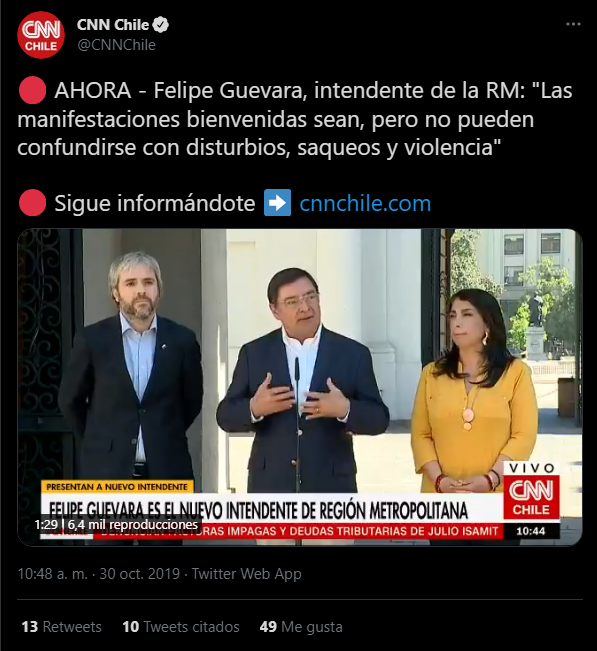 CNN Chile
@CNNChile
CNN
CHILE
🔴 AHORA - Felipe Guevara, intendente de la RM: "Las
manifestaciones bienvenidas sean, pero no pueden
confundirse con disturbios, saqueos y violencia"
🔴 Sigue informándote ➡️ cnnchile.com
VIVO
CNN
CHILE
10:44
PRESENTAN A NUEVO INTENDENTE
FELIPE GUEVARA ES EL NUEVO INTENDENTE DE REGIÓN METROPOLITANA
1:29 | 6,4 mil reproducciones
FACTURAS IMPAGAS Y DEUDAS TRIBUTARIAS DE JULIO ISAMIT
10:48 a. m. · 30 oct. 2019 · Twitter Web App
13 Retweets 10 Tweets citados 49 Me gusta